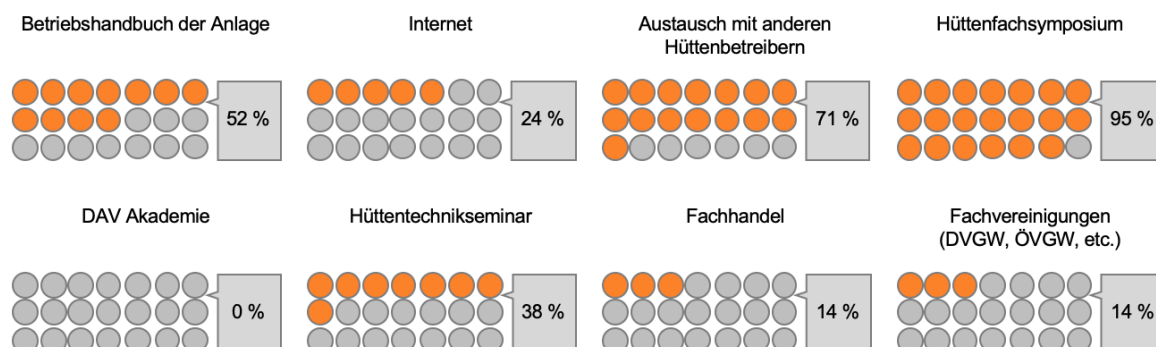 Betriebshandbuch der Anlage
Internet
Austausch mit anderen
Hüttenbetreibern
Hüttenfachsymposium
52 %
24 %
71 %
95 %
DAV Akademie
Hüttentechnikseminar
Fachhandel
Fachvereinigungen
(DVGW, ÖVGW, etc.)
0 %
38 %
14 %
14 %